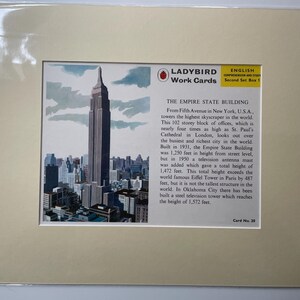 LADYBIRD
Work Cards
ENGLISH
Second Set Box
THE EMPIRE STATE BUILDING
From Fifth Avenue in New York, U.S.A.,
towers the highest skyscraper in the world.
This 102 storey block of offices, which is
nearly four times as high as St. Paul's
Cathedral in London, looks out over
the busiest and richest city in the world.
Built in 1931, the Empire State Building
was 1,250 feet in height from street level,
but in 1950 a television antenna mast
was added which gave a total height of
1,472 feet. This total height exceeds the
world famous Eiffel Tower in Paris by 487
feet, but it is not the tallest structure in the
world. In Oklahoma City there has been
built a steel television tower which reaches
the height of 1,572 feet.
Card No.